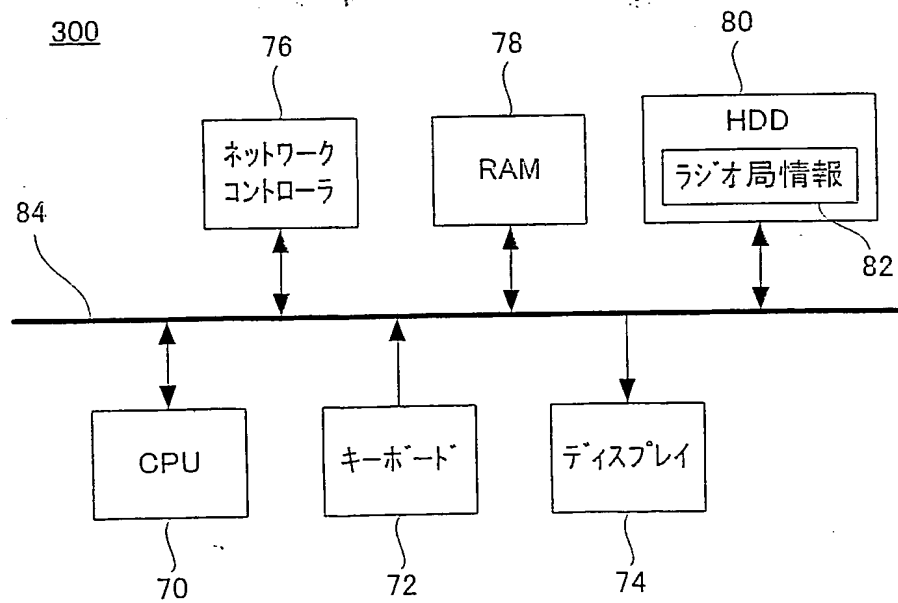 300
76
78
80
ネットワーク
コントローラ
RAM
HDD
ラジオ局情報
84
82
CPU
キーボード
ディスプレイ
70
72
74